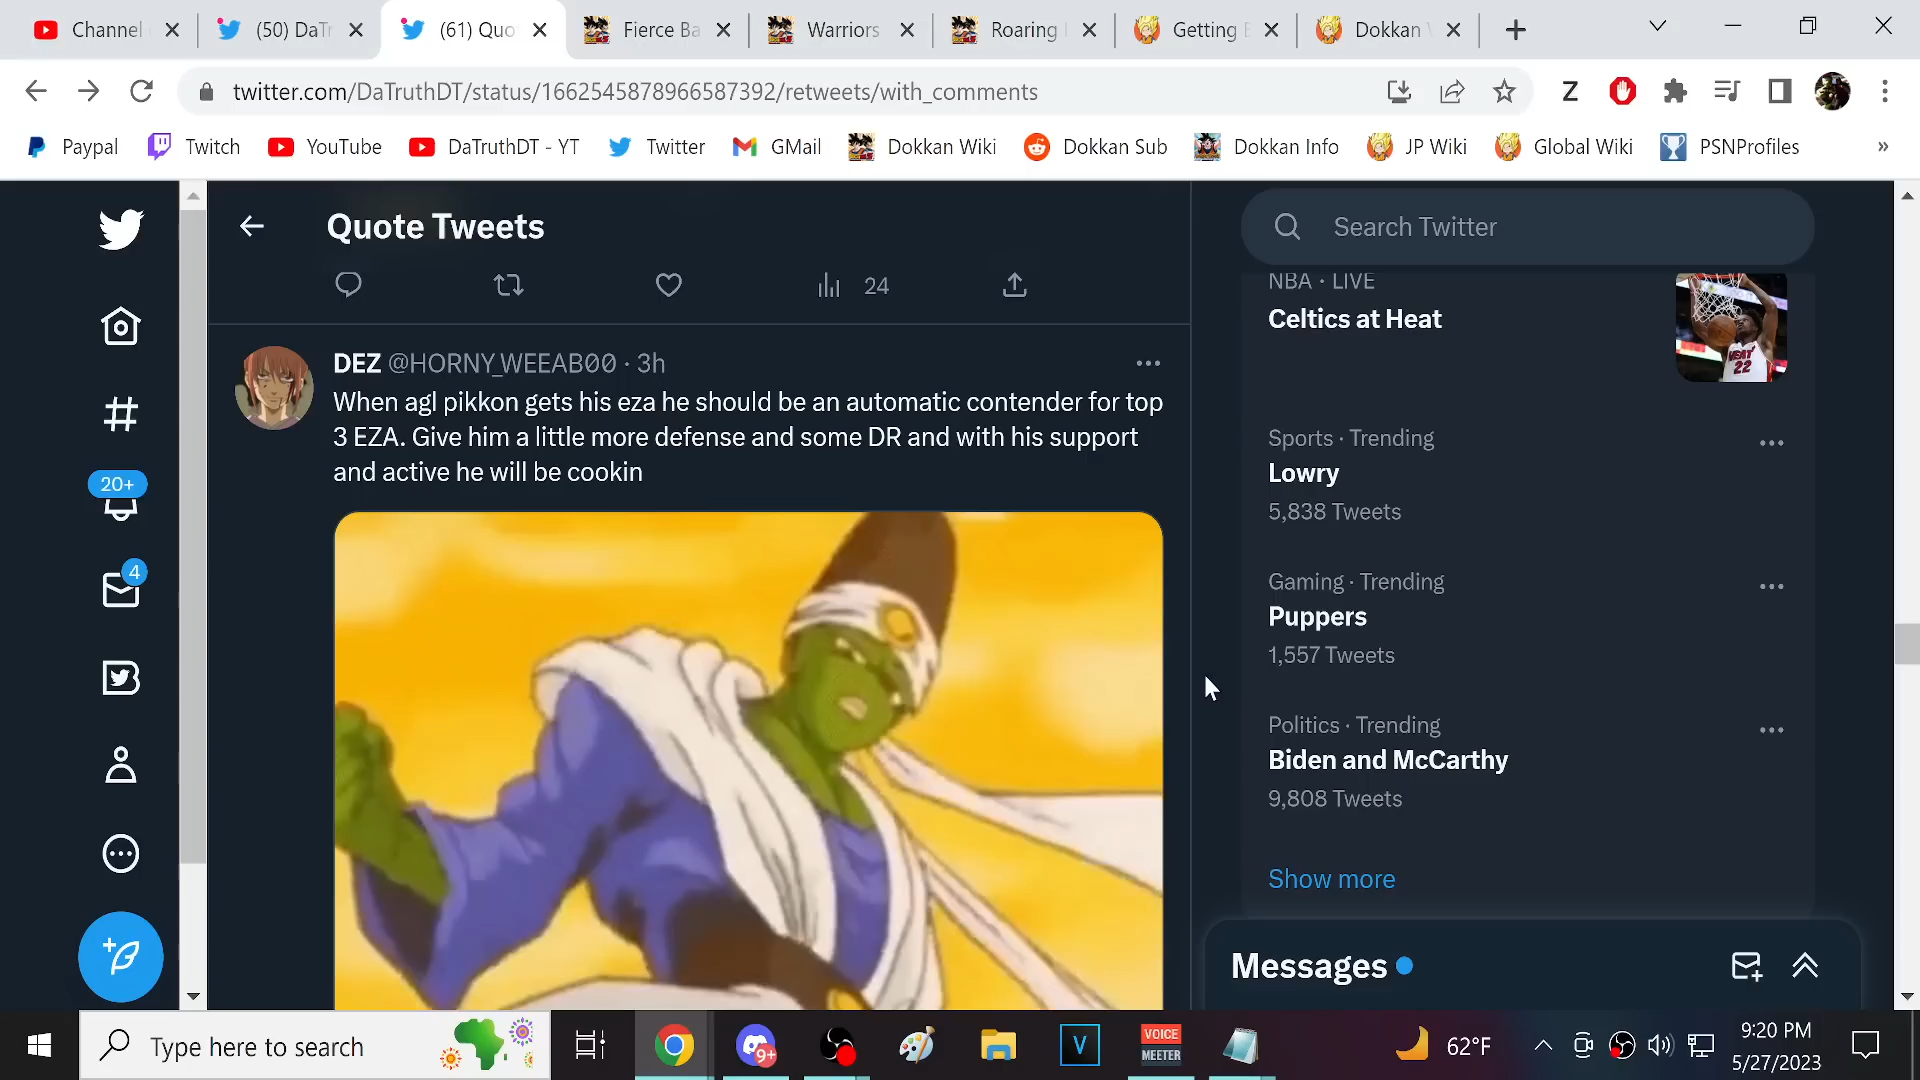 Channel
(50) DaTr
(61) Quo
Fierce Ba
Warriors
Roaring
Getting
Dokkan
twitter.com/DaTruthDT/status/1662545878966587392/retweets/with_comments
Z
Paypal
Twitch
YouTube
DaTruthDT - YT
Twitter
GMail
Dokkan Wiki
Dokkan Sub
Dokkan Info
JP Wiki
Global Wiki
PSNProfiles
»
Quote Tweets
Search Twitter
24
NBA · LIVE
Celtics at Heat
HEAT
22
DEZ @HORNY_WEEAB00 · 3h
When agl pikkon gets his eza he should be an automatic contender for top
3 EZA. Give him a little more defense and some DR and with his support
and active he will be cookin
Sports · Trending
Lowry
5,838 Tweets
20+
4
Gaming · Trending
Puppers
1,557 Tweets
Politics · Trending
Biden and McCarthy
9,808 Tweets
Show more
Messages
Type here to search
9+
V
VOICE
MEETER
62°F
9:20 PM
5/27/2023